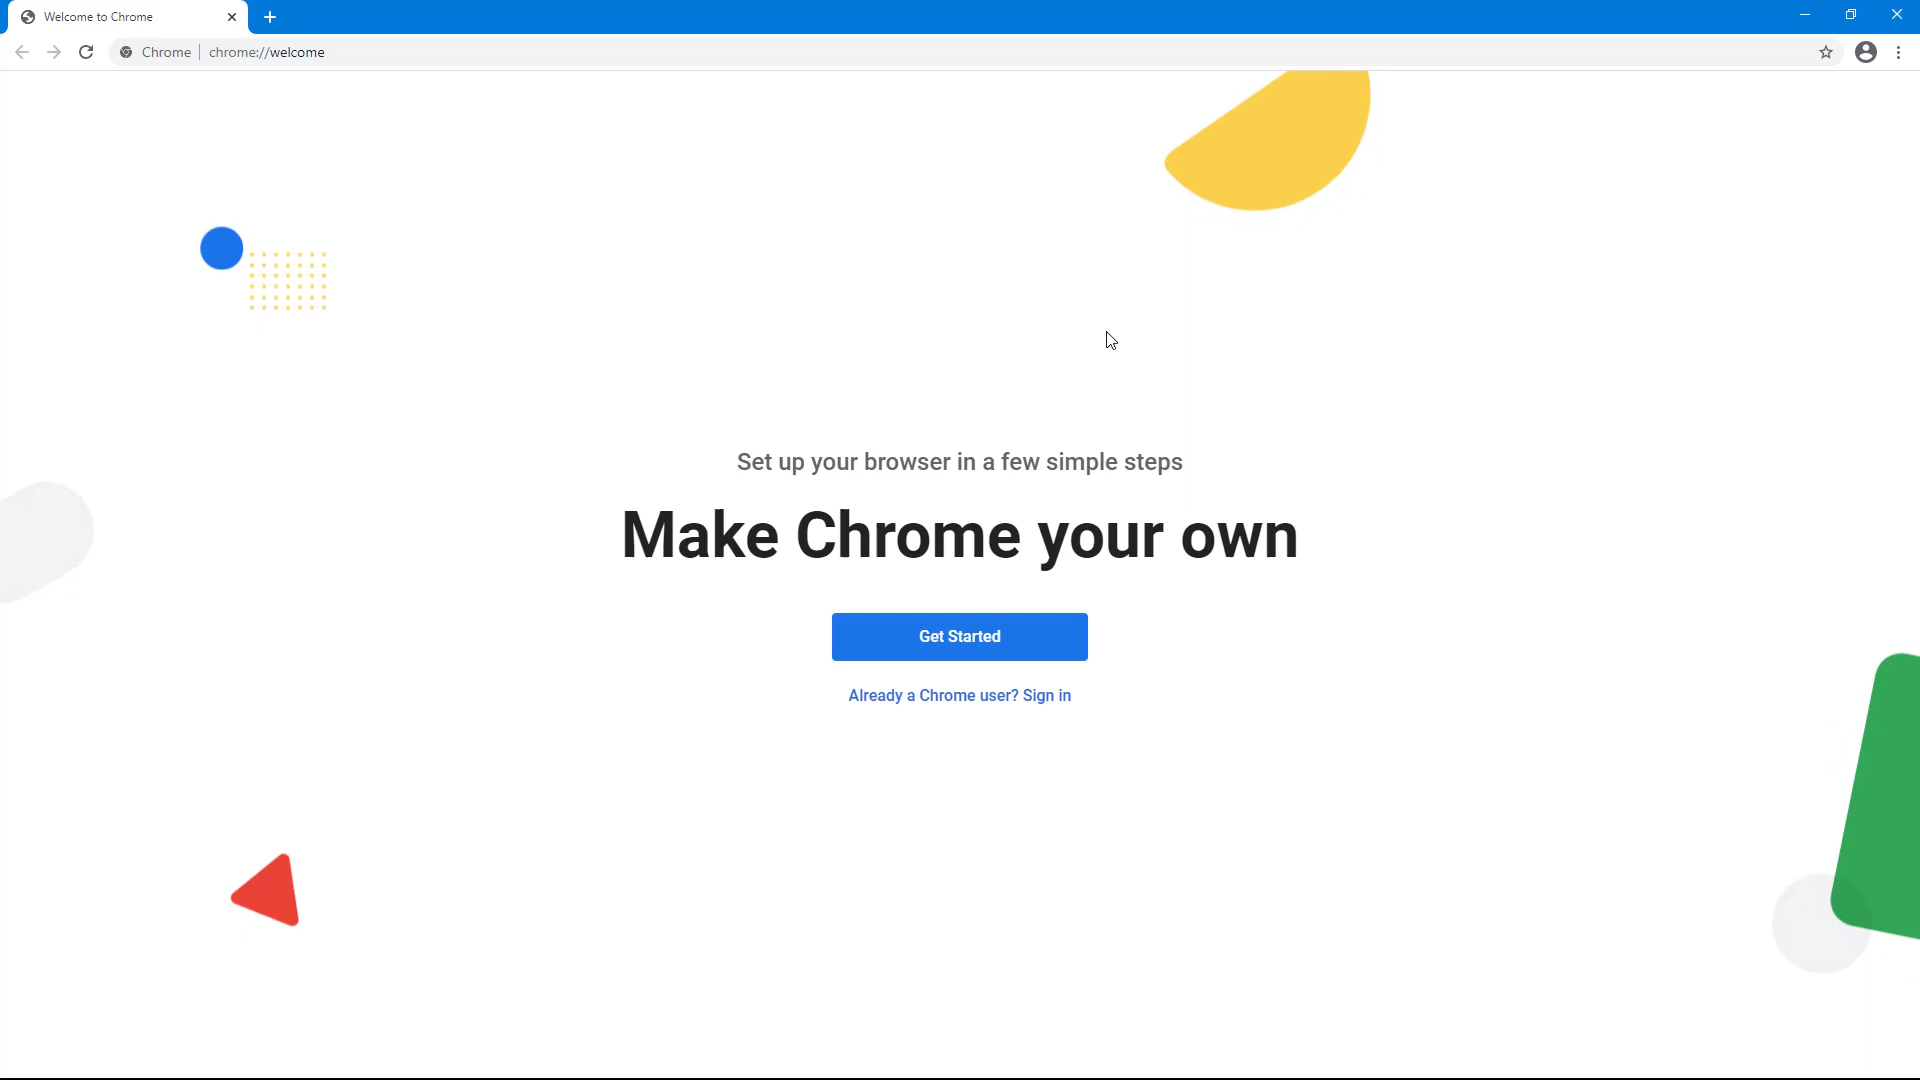 Welcome to Chrome
Chrome | chrome://welcome
Set up your browser in a few simple steps
Make Chrome your own
Get Started
Already a Chrome user? Sign in